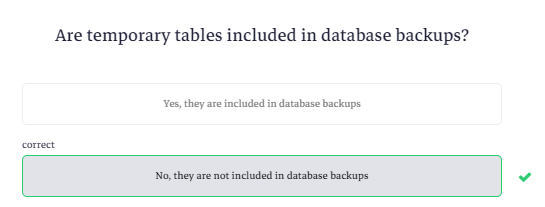 Are temporary tables included in database backups?
Yes, they are included in database backups
correct
No, they are not included in database backups